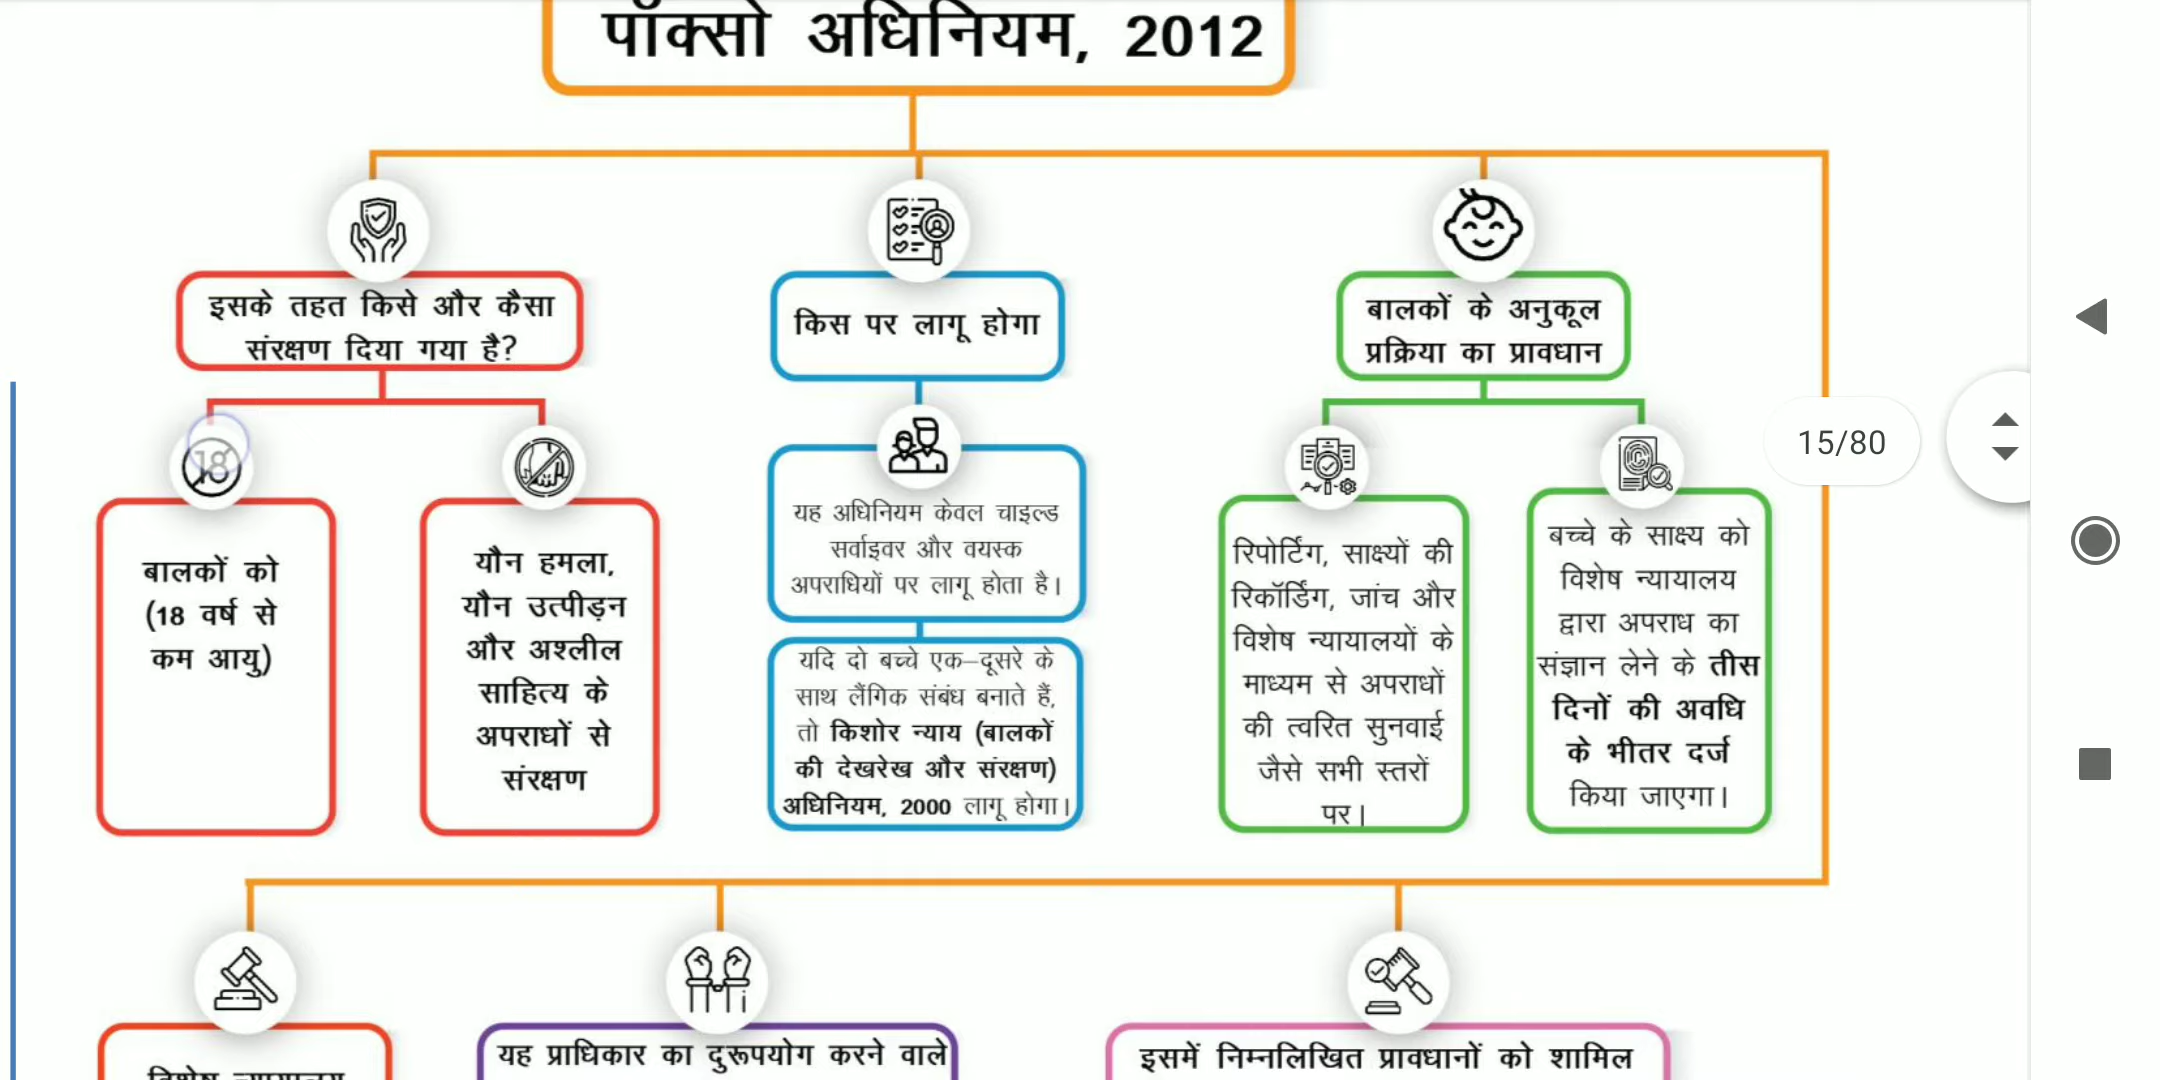 पॉक्सो अधिनियम, 2012
इसके तहत किसे और कैसा
संरक्षण दिया गया है?
किस पर लागू होगा
बालकों के अनुकूल
प्रक्रिया का प्रावधान
18
बालकों को
(18 वर्ष से
कम आयु)
यौन हमला,
यौन उत्पीड़न
और अश्लील
साहित्य के
अपराधों से
संरक्षण
यह अधिनियम केवल चाइल्ड
सर्वाइवर और वयस्क
अपराधियों पर लागू होता है।
यदि दो बच्चे एक–दूसरे के
साथ लैंगिक संबंध बनाते हैं,
तो किशोर न्याय (बालकों
की देखरेख और संरक्षण)
अधिनियम, 2000 लागू होगा।
रिपोर्टिंग, साक्ष्यों की
रिकॉर्डिंग, जांच और
विशेष न्यायालयों के
माध्यम से अपराधों
की त्वरित सुनवाई
जैसे सभी स्तरों
पर।
बच्चे के साक्ष्य को
विशेष न्यायालय
द्वारा अपराध का
संज्ञान लेने के तीस
दिनों की अवधि
के भीतर दर्ज
किया जाएगा।
15/80
यह प्राधिकार का दुरूपयोग करने वाले
इसमें निम्नलिखित प्रावधानों को शामिल